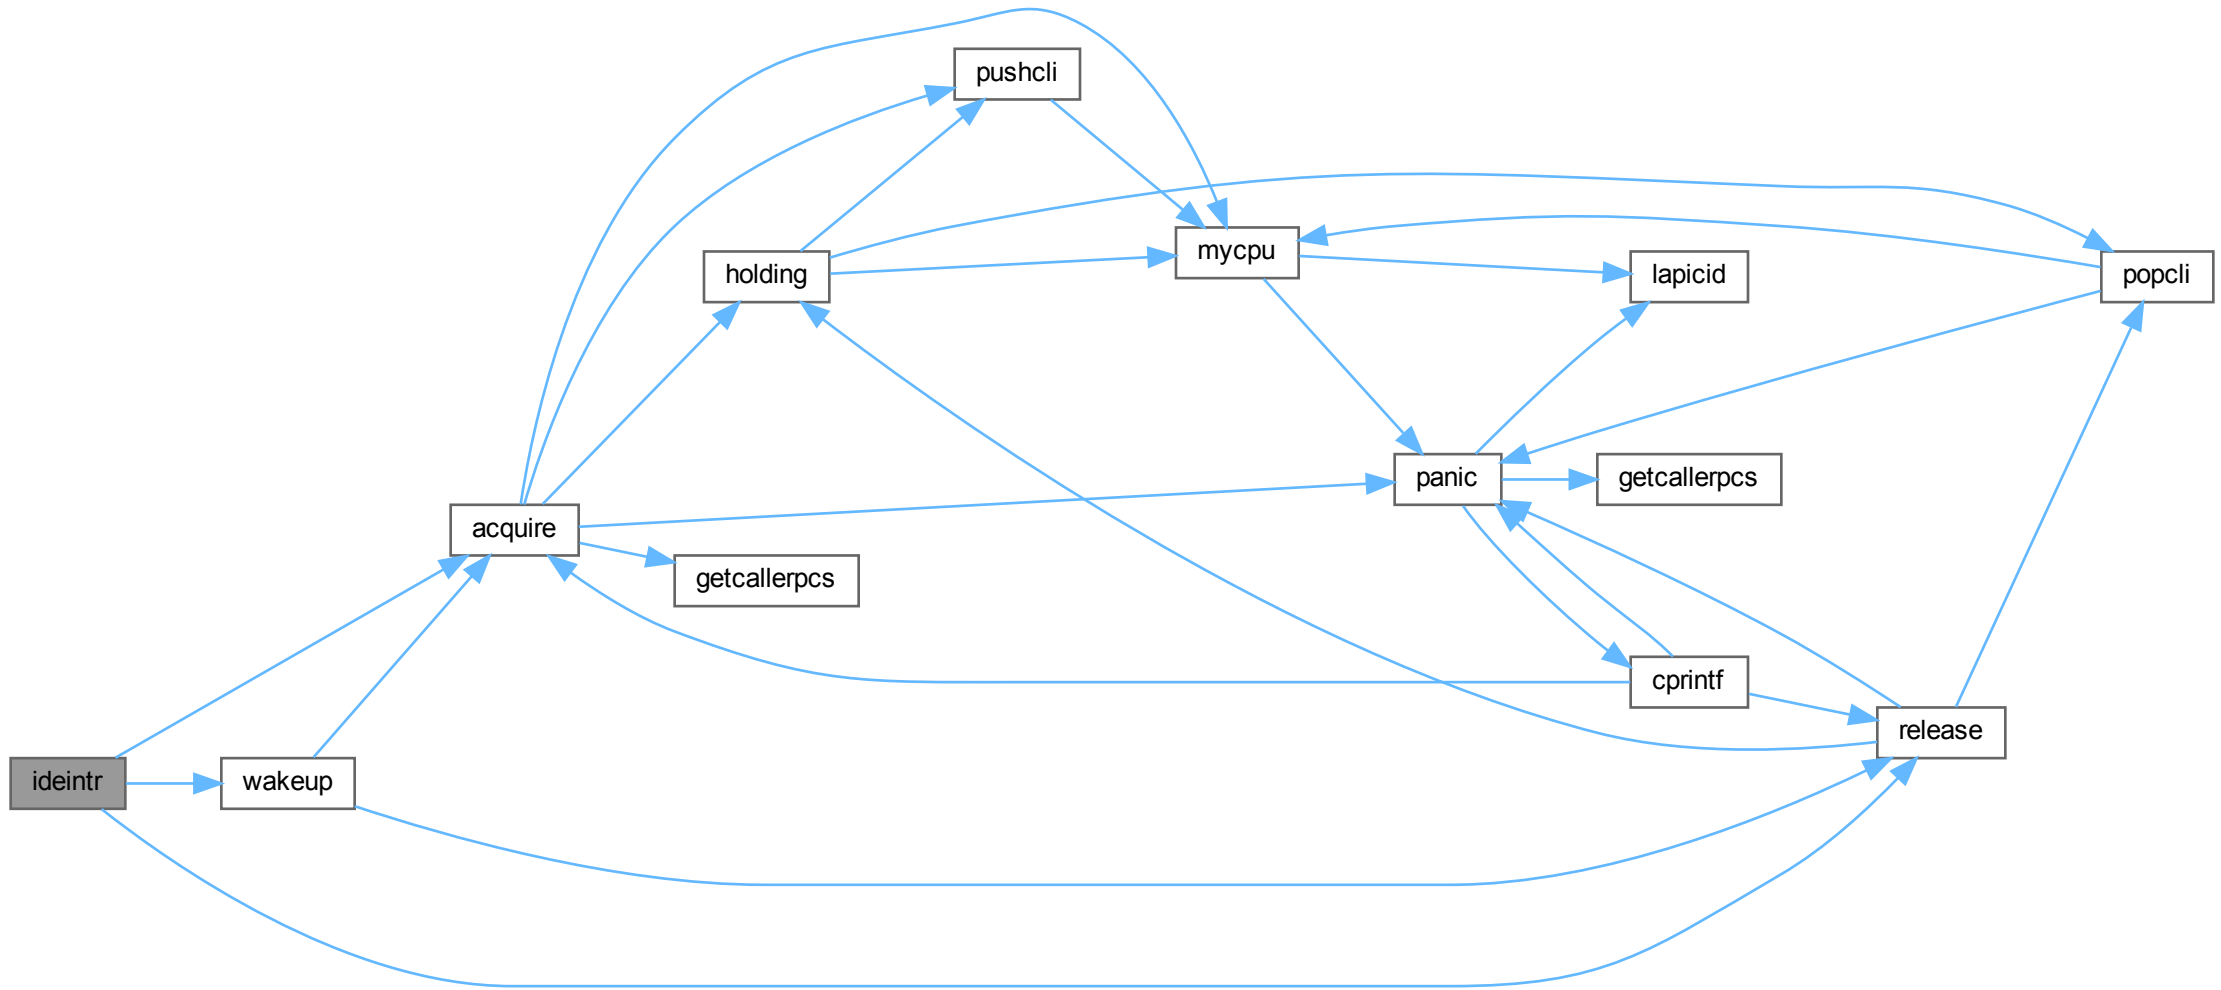 pushcli
mycpu
holding
lapicid
popcli
panic
getcallerpcs
acquire
getcallerpcs
cprintf
release
ideintr
wakeup